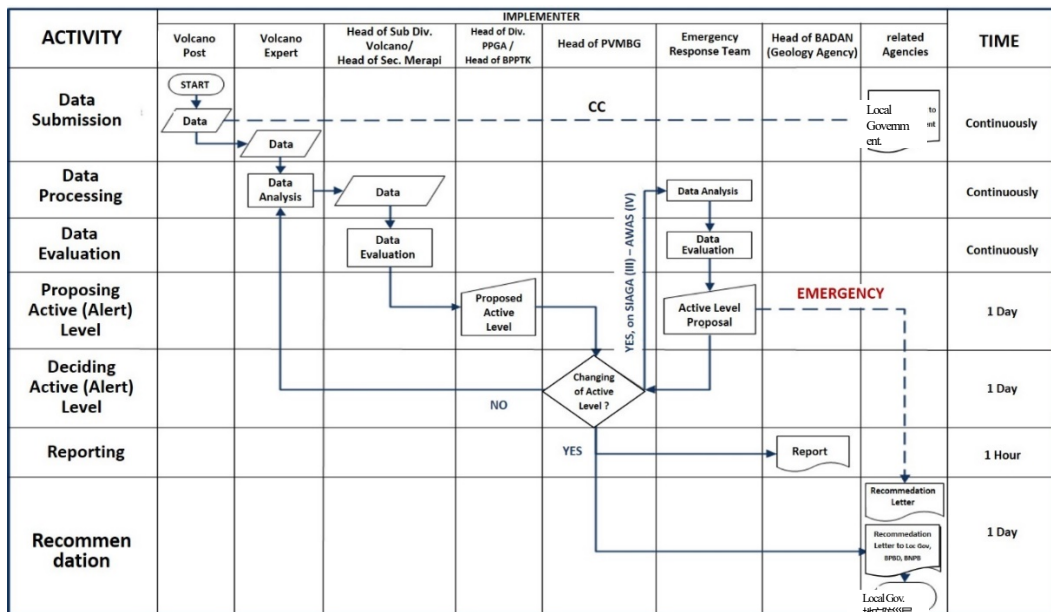 IMPLEMENTER
ACTIVITY
Volcano
Post
Volcano
Expert
Head of Sub Div.
Volcano/
Head of Sec. Merapi
Head of Div.
PPGA /
Head of BPPTK
Head of PVMBG
Emergency
Response Team
Head of BADAN
(Geology Agency)
related
Agencies
TIME
Data
Submission
START
Data
Data
CC
Local
Governm
ent.
to
Continuously
Data
Processing
Data
Analysis
Data
Data Analysis
Continuously
YES, on SIAGA (III) – AWAS (IV)
Data
Evaluation
Data
Evaluation
Data
Evaluation
Continuously
Proposing
Active (Alert)
Level
Proposed
Active
Level
Active Level
Proposal
EMERGENCY
1 Day
Deciding
Active (Alert)
Level
Changing
of Active
Level ?
NO
1 Day
Reporting
YES
Report
1 Hour
Recommen
dation
Recommedation
Letter
Recommedation
Letter to Loc Gov,
BPBD, BNPB
1 Day
Local Gov.